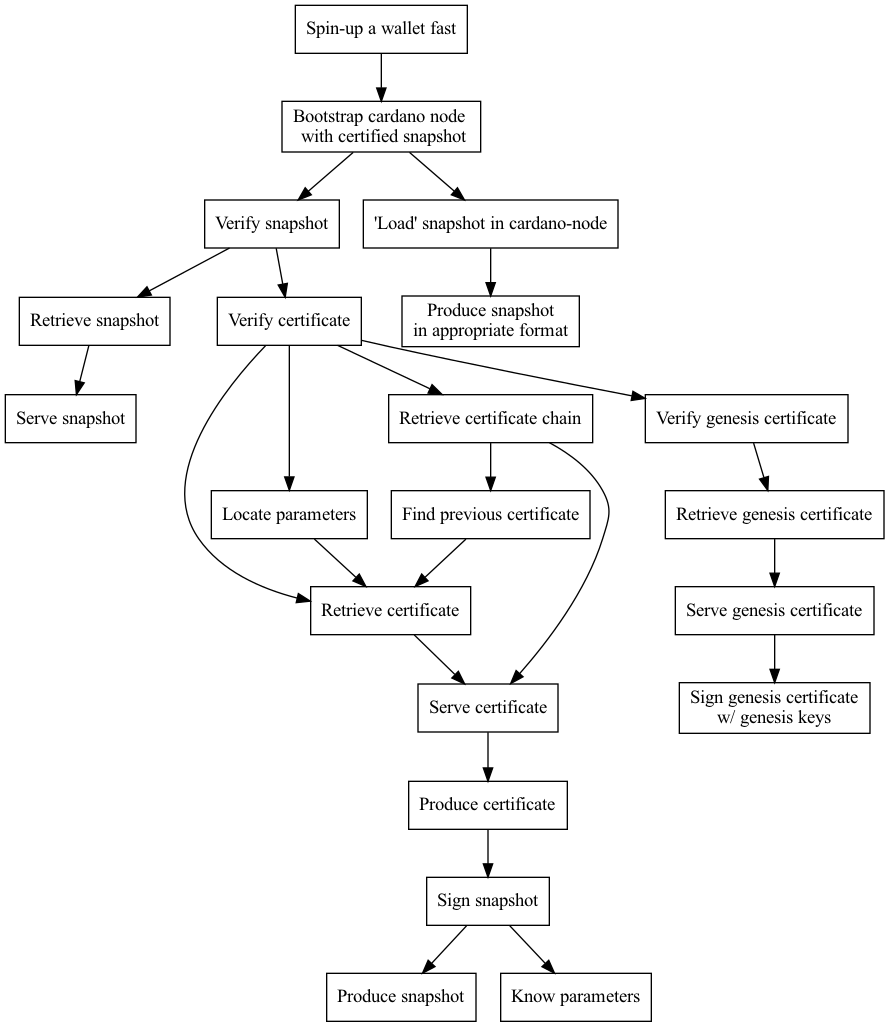 Spin-up a wallet fast
Bootstrap cardano node
with certified snapshot
Verify snapshot
'Load' snapshot in cardano-node
Retrieve snapshot
Verify certificate
Produce snapshot
in appropriate format
Serve snapshot
Retrieve certificate chain
Verify genesis certificate
Locate parameters
Find previous certificate
Retrieve genesis certificate
Retrieve certificate
Serve genesis certificate
Serve certificate
Sign genesis certificate
w/ genesis keys
Produce certificate
Sign snapshot
Produce snapshot
Know parameters